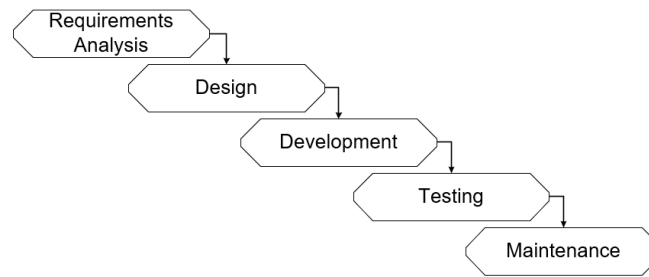 Requirements
Analysis
Design
Development
Testing
Maintenance